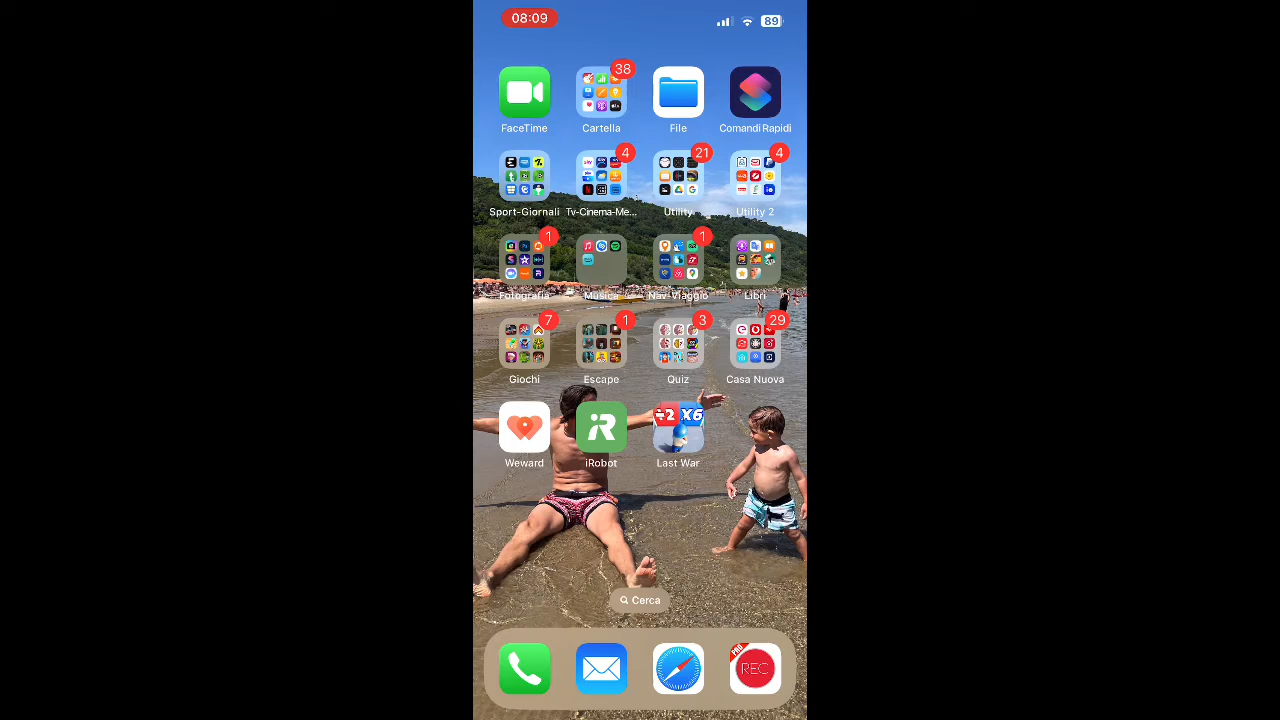 08:09
89
38
FaceTime
Cartella
File
Comandi Rapidi
4
21
4
Sport-Giornali
Tv-Cinema-Me...
Utility
Utility 2
1
1
Fotografia
Musica
Nav-Viaggio
Libri
7
1
3
29
Giochi
Escape
Quiz
Casa Nuova
÷2 X6
Weward
iRobot
Last War
Cerca
PRO
REC